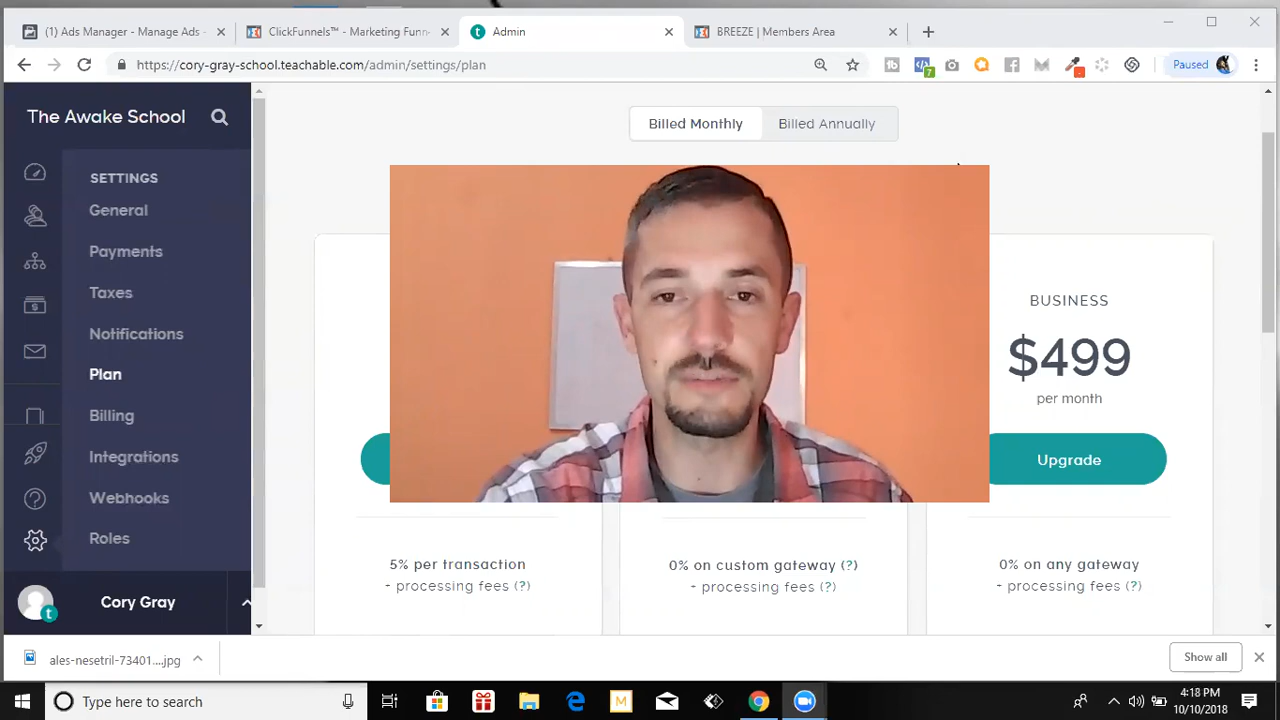 (1) Ads Manager - Manage Ads -
ClickFunnels™ - Marketing Funn
Admin
BREEZE | Members Area
https://cory-gray-school.teachable.com/admin/settings/plan
7
Paused
The Awake School
SETTINGS
General
Payments
Taxes
Notifications
Plan
Billing
Integrations
Webhooks
Roles
t
Cory Gray
Billed Monthly
Billed Annually
BUSINESS
$499
per month
Upgrade
5% per transaction
+ processing fees (?)
0% on custom gateway (?)
+ processing fees (?)
0% on any gateway
+ processing fees (?)
ales-nesetril-73401....jpg
Show all
Type here to search
M
4:18 PM
10/10/2018